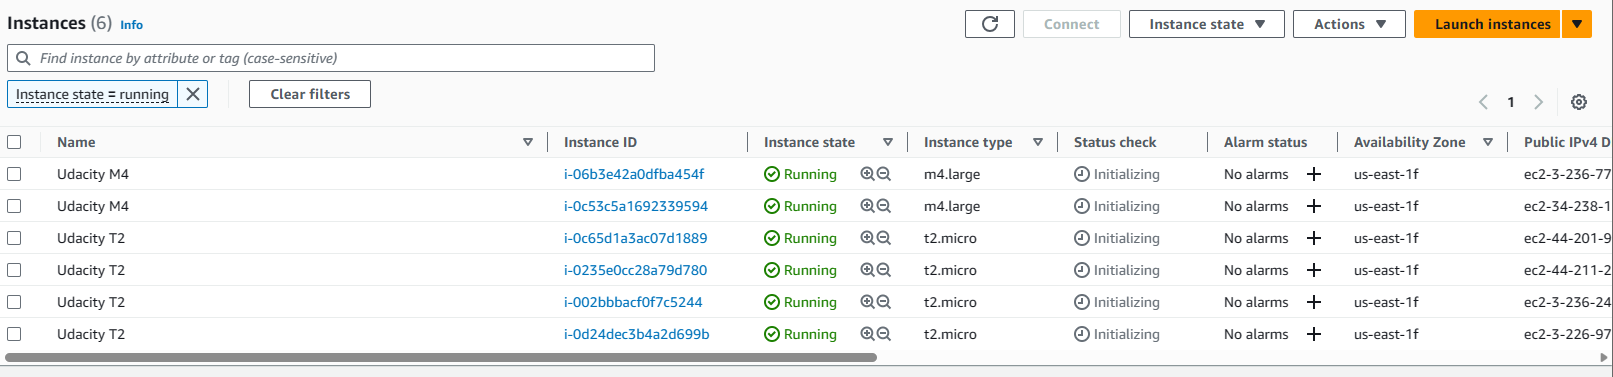 Instances (6) Info
Connect Instance state Actions Launch instances
Find instance by attribute or tag (case-sensitive)
Instance state = running Clear filters
1
Name Instance ID Instance state Instance type Status check Alarm status Availability Zone Public IPv4 D
Udacity M4 i-06b3e42a0dfba454f Running m4.large Initializing No alarms + us-east-1f ec2-3-236-77
Udacity M4 i-0c53c5a1692339594 Running m4.large Initializing No alarms + us-east-1f ec2-34-238-1
Udacity T2 i-0c65d1a3ac07d1889 Running t2.micro Initializing No alarms + us-east-1f ec2-44-201-9
Udacity T2 i-0235e0cc28a79d780 Running t2.micro Initializing No alarms + us-east-1f ec2-44-211-2
Udacity T2 i-002bbbacf0f7c5244 Running t2.micro Initializing No alarms + us-east-1f ec2-3-236-24
Udacity T2 i-0d24dec3b4a2d699b Running t2.micro Initializing No alarms + us-east-1f ec2-3-226-97